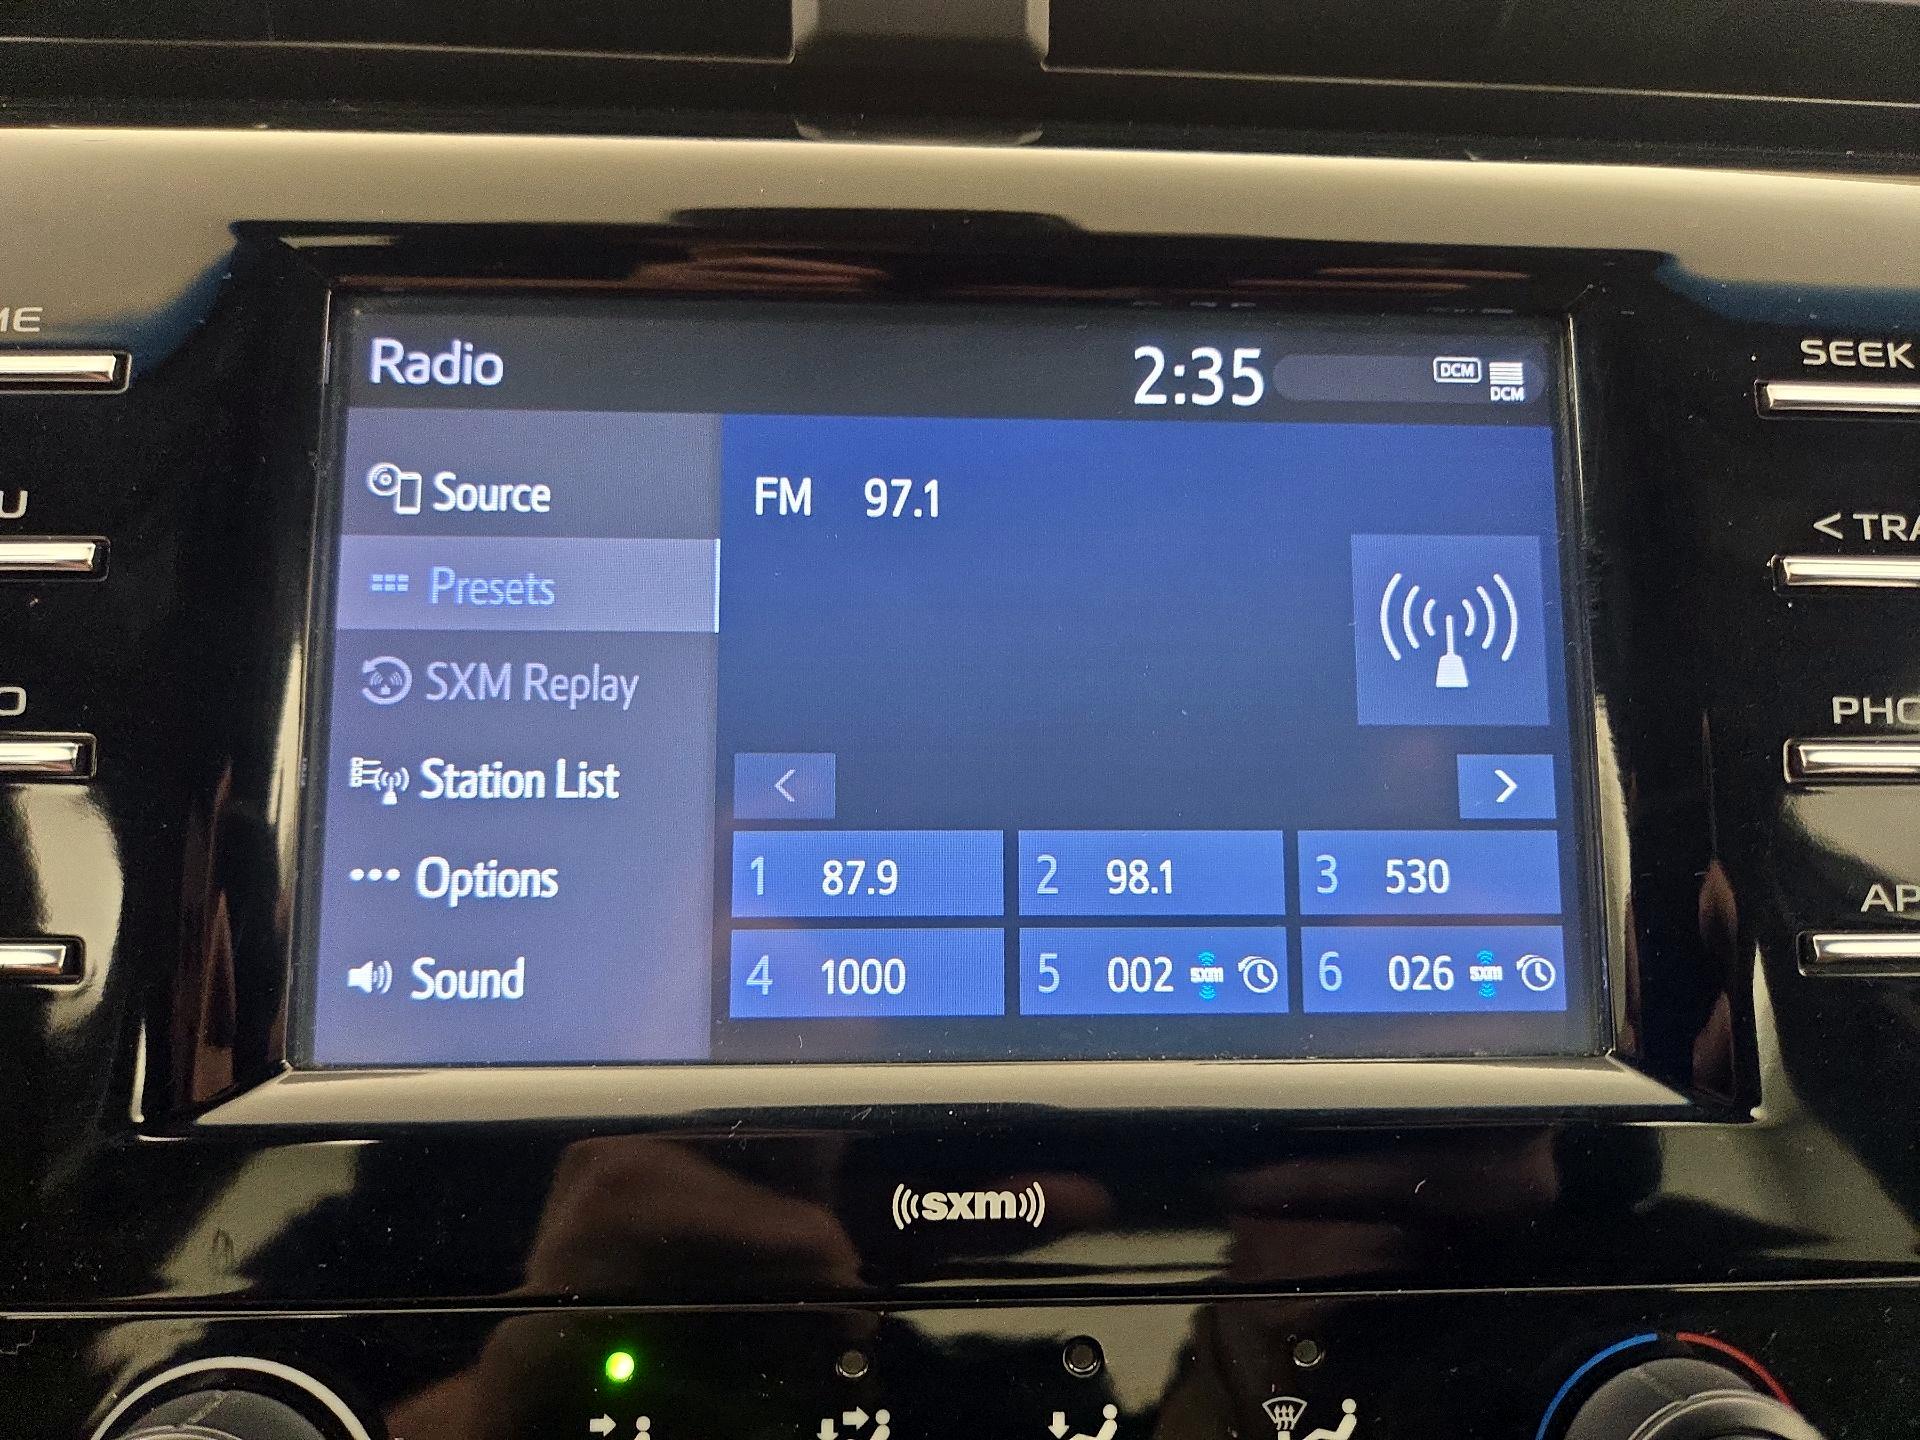 Radio
2:35
DCM
DCM
Source
Presets
SXM Replay
Station List
Options
Sound
FM 97.1
<
>
1 87.9
2 98.1
3 530
4 1000
5 002 sxm
6 026 sxm
SEEK
< TRA
PHO
AP
ME
U
O
sxm